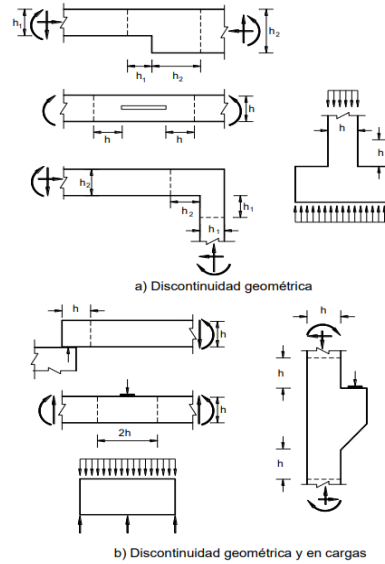 h₁
h₂
h₁ h₂
h
h h
h
h
h₂
h₂
h₁
h₁
a) Discontinuidad geométrica
h
h
h
2h
h
h
h
b) Discontinuidad geométrica y en cargas